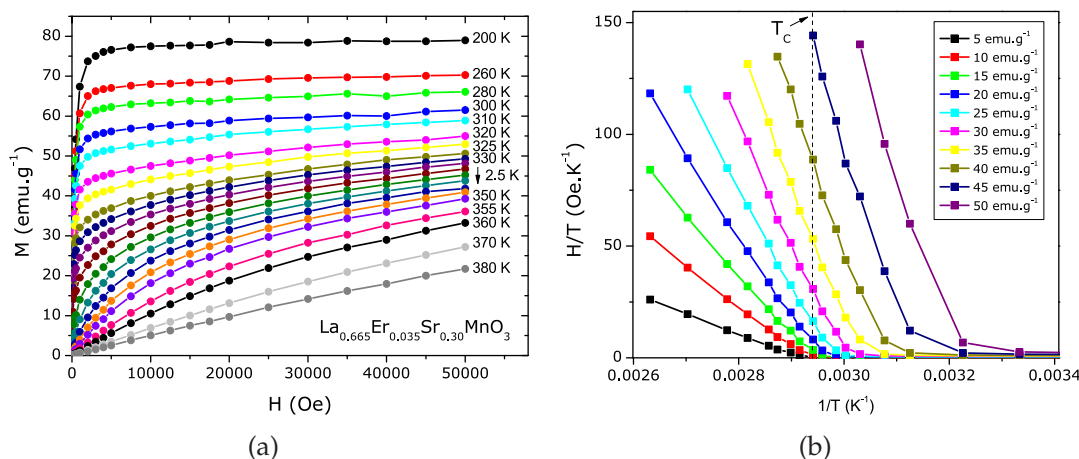 80
70
60
50
40
30
20
10
0
M (emu.g⁻¹)
200 K
260 K
280 K
300 K
310 K
320 K
325 K
330 K
2.5 K
350 K
355 K
360 K
370 K
380 K
La₀.₆₆₅Er₀.₀₃₅Sr₀.₃₀MnO₃
0 10000 20000 30000 40000 50000
H (Oe)
(a)
150
100
50
0
H/T (Oe.K⁻¹)
T_C
5 emu.g⁻¹
10 emu.g⁻¹
15 emu.g⁻¹
20 emu.g⁻¹
25 emu.g⁻¹
30 emu.g⁻¹
35 emu.g⁻¹
40 emu.g⁻¹
45 emu.g⁻¹
50 emu.g⁻¹
0.0026 0.0028 0.0030 0.0032 0.0034
1/T (K⁻¹)
(b)